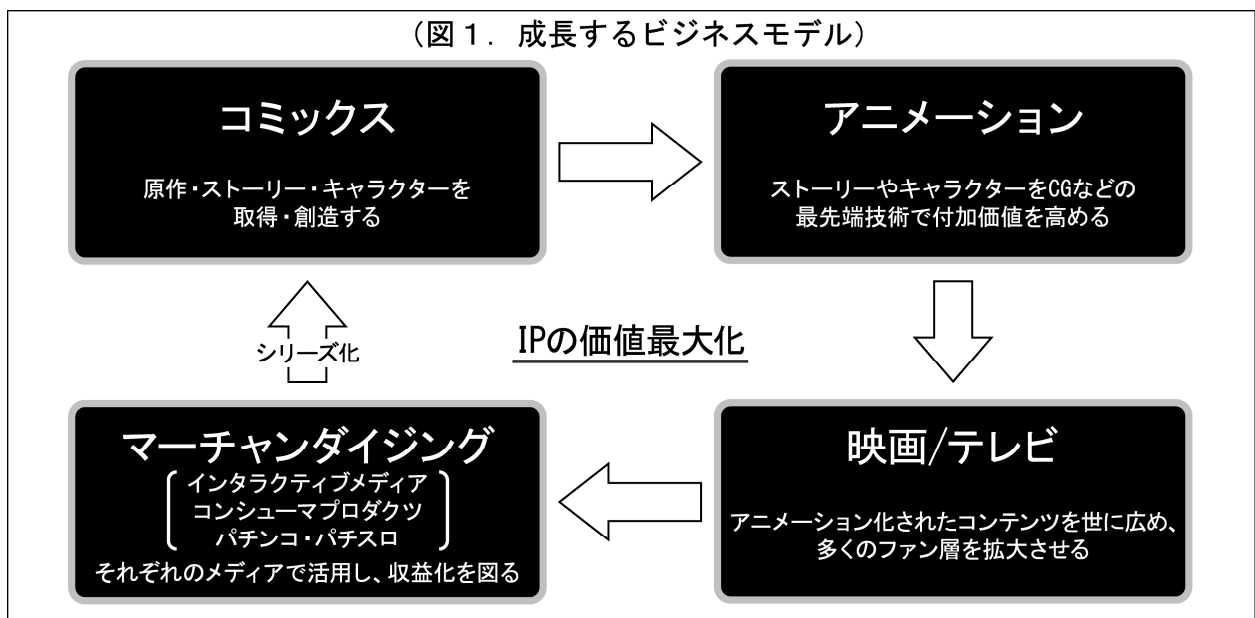 (図１．成長するビジネスモデル)
コミックス
原作・ストーリー・キャラクターを
取得・創造する
アニメーション
ストーリーやキャラクターをCGなどの
最先端技術で付加価値を高める
シリーズ化
IPの価値最大化
マーチャンダイジング
インタラクティブメディア
コンシューマプロダクツ
パチンコ・パチスロ
それぞれのメディアで活用し、収益化を図る
映画/テレビ
アニメーション化されたコンテンツを世に広め、
多くのファン層を拡大させる